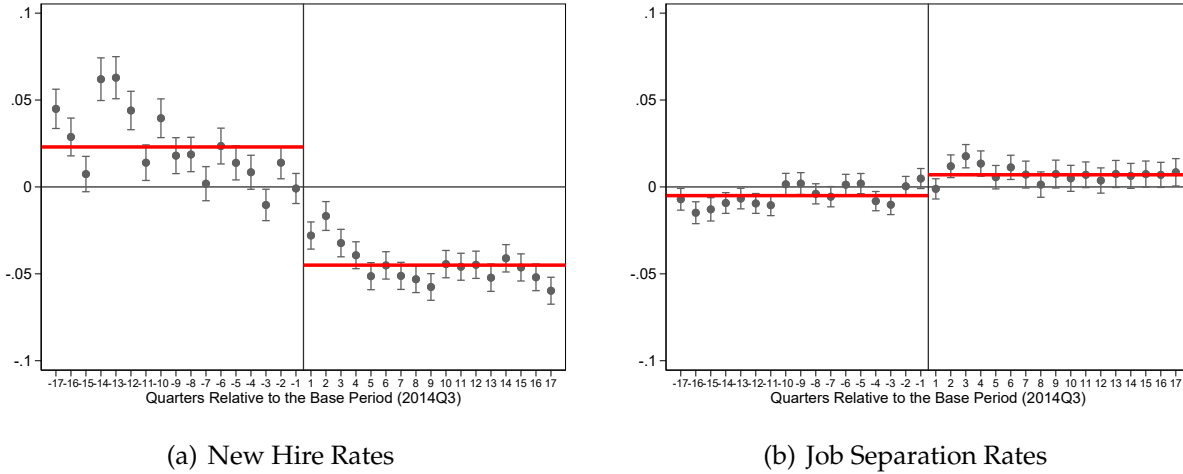 .1
.05
0
-.05
-.1
-17 -16 -15 -14 -13 -12 -11 -10 -9 -8 -7 -6 -5 -4 -3 -2 -1 1 2 3 4 5 6 7 8 9 10 11 12 13 14 15 16 17
Quarters Relative to the Base Period (2014Q3)
(a) New Hire Rates
.1
.05
0
-.05
-.1
-17 -16 -15 -14 -13 -12 -11 -10 -9 -8 -7 -6 -5 -4 -3 -2 -1 1 2 3 4 5 6 7 8 9 10 11 12 13 14 15 16 17
Quarters Relative to the Base Period (2014Q3)
(b) Job Separation Rates